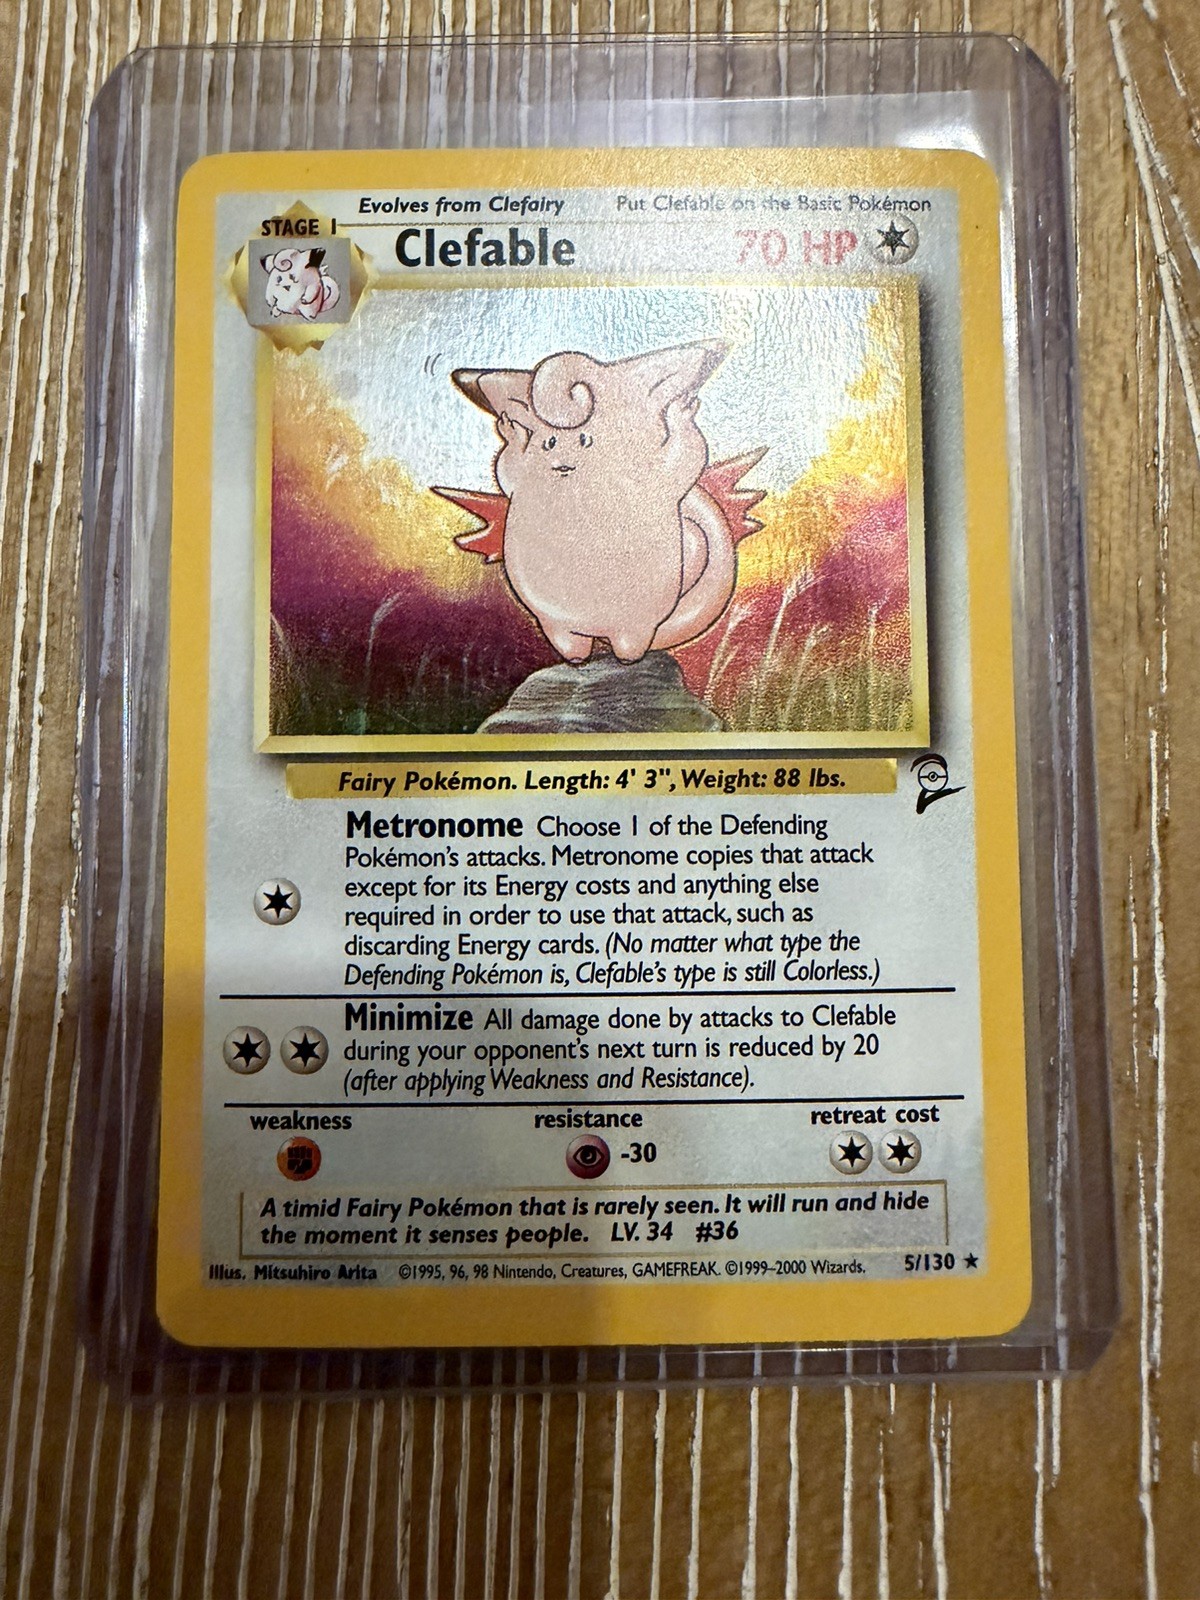 Evolves from Clefairy Put Clefable on the Basic Pokémon
STAGE 1
Clefable 70 HP
Fairy Pokémon. Length: 4' 3", Weight: 88 lbs.
Metronome Choose 1 of the Defending
Pokémon's attacks. Metronome copies that attack
except for its Energy costs and anything else
required in order to use that attack, such as
discarding Energy cards. (No matter what type the
Defending Pokémon is, Clefable's type is still Colorless.)
Minimize All damage done by attacks to Clefable
during your opponent's next turn is reduced by 20
(after applying Weakness and Resistance).
weakness resistance retreat cost
-30
A timid Fairy Pokémon that is rarely seen. It will run and hide
the moment it senses people. LV. 34 #36
Illus. Mitsuhiro Arita ©1995, 96, 98 Nintendo, Creatures, GAMEFREAK. ©1999–2000 Wizards. 5/130 ★